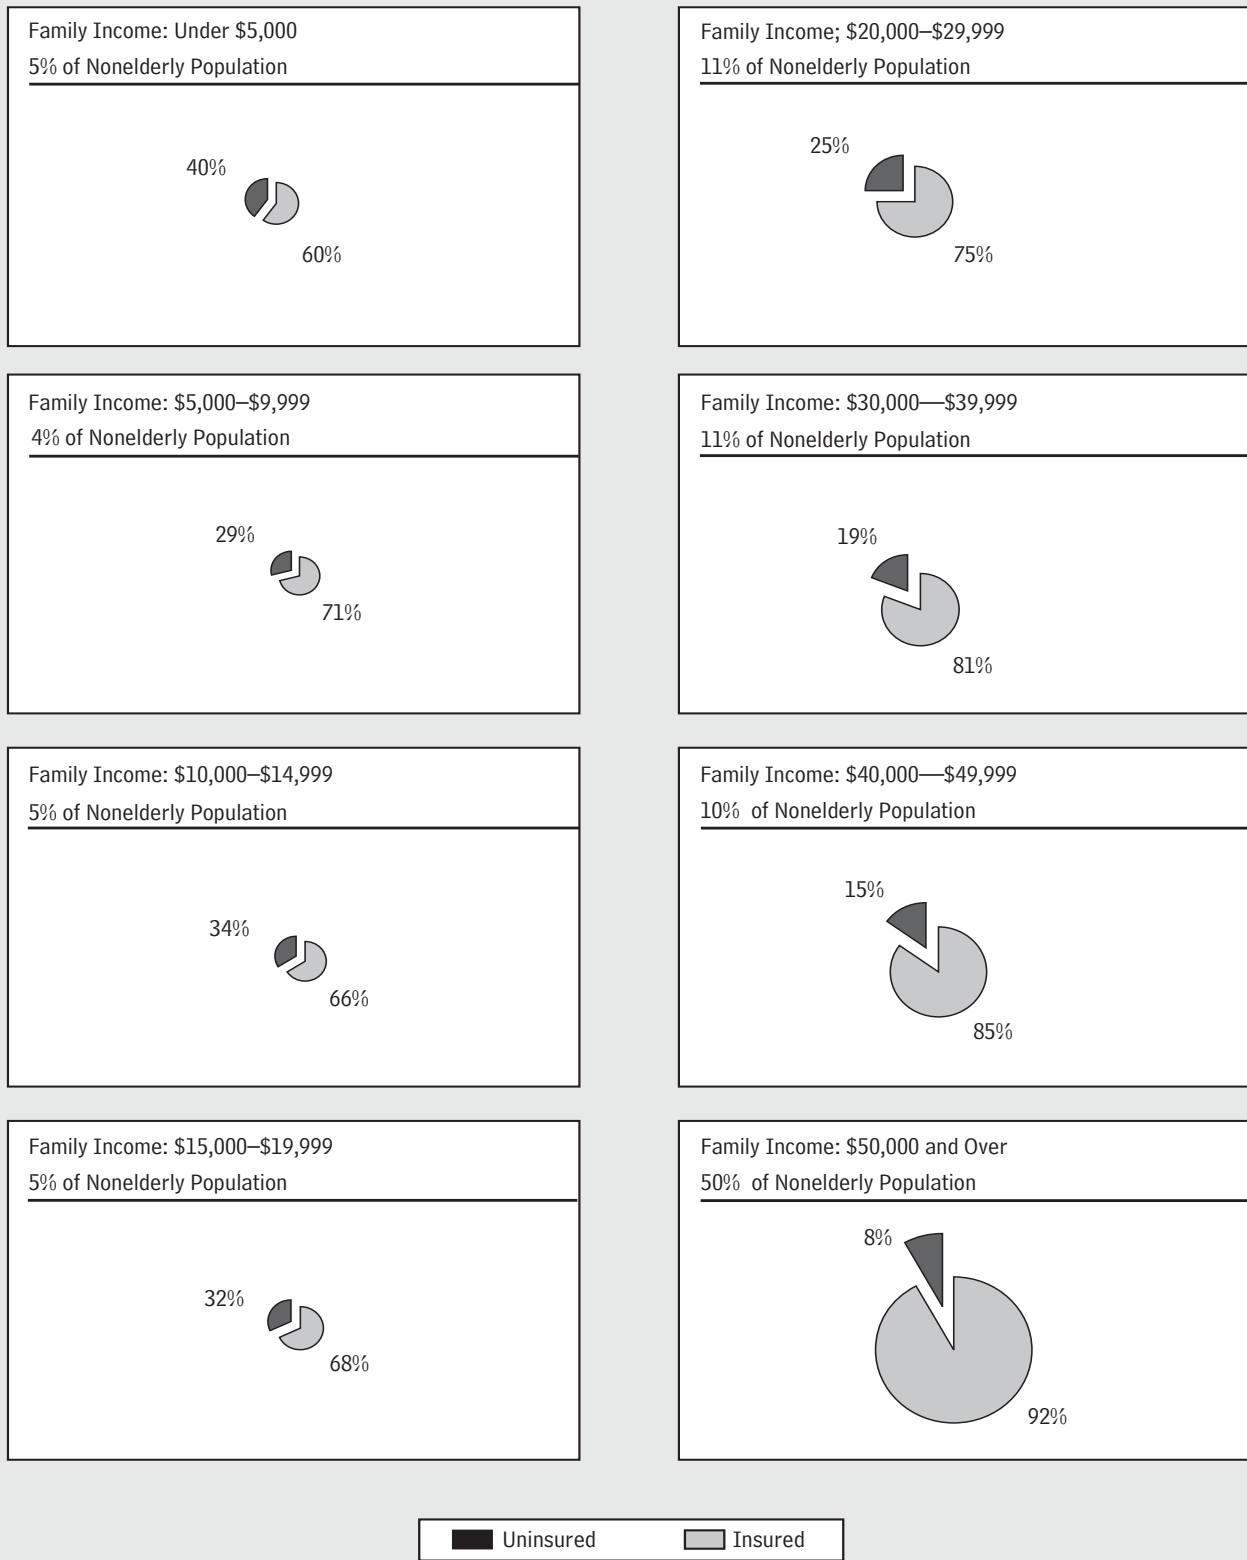 Family Income: Under $5,000
5% of Nonelderly Population
40%
60%
Family Income: $5,000–$9,999
4% of Nonelderly Population
29%
71%
Family Income: $10,000–$14,999
5% of Nonelderly Population
34%
66%
Family Income: $15,000–$19,999
5% of Nonelderly Population
32%
68%
Family Income; $20,000–$29,999
11% of Nonelderly Population
25%
75%
Family Income: $30,000—$39,999
11% of Nonelderly Population
19%
81%
Family Income: $40,000—$49,999
10% of Nonelderly Population
15%
85%
Family Income: $50,000 and Over
50% of Nonelderly Population
8%
92%
Uninsured
Insured